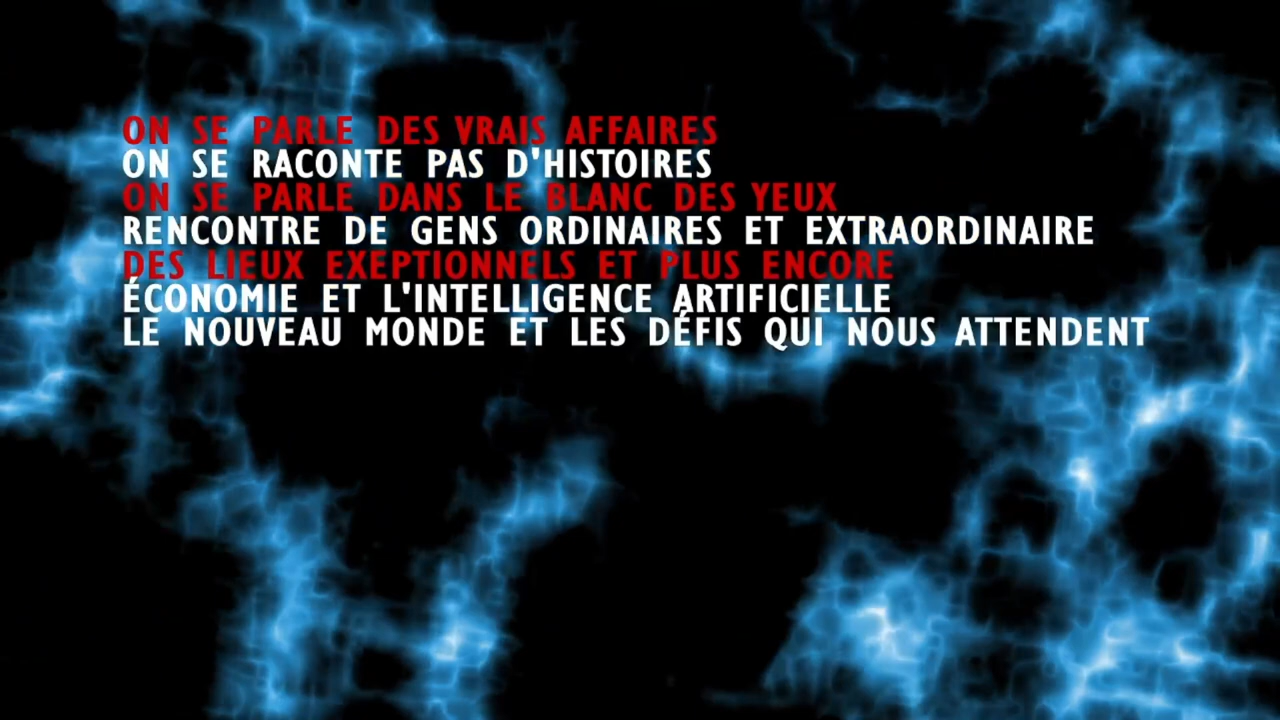 ON SE PARLE DES VRAIS AFFAIRES
ON SE RACONTE PAS D'HISTOIRES
ON SE PARLE DANS LE BLANC DES YEUX
RENCONTRE DE GENS ORDINAIRES ET EXTRAORDINAIRE
DES LIEUX EXEPTIONNELS ET PLUS ENCORE
ÉCONOMIE ET L'INTELLIGENCE ARTIFICIELLE
LE NOUVEAU MONDE ET LES DÉFIS QUI NOUS ATTENDENT